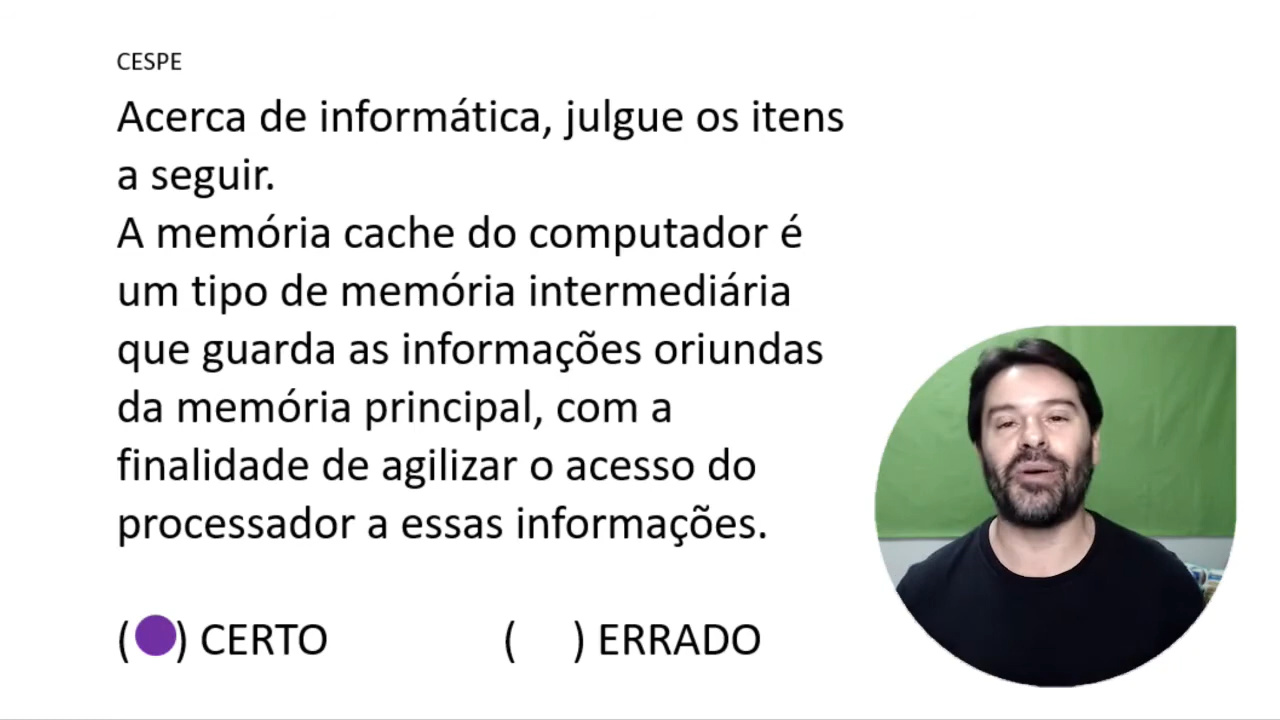 CESPE
Acerca de informática, julgue os itens
a seguir.
A memória cache do computador é
um tipo de memória intermediária
que guarda as informações oriundas
da memória principal, com a
finalidade de agilizar o acesso do
processador a essas informações.
( ) CERTO ( ) ERRADO